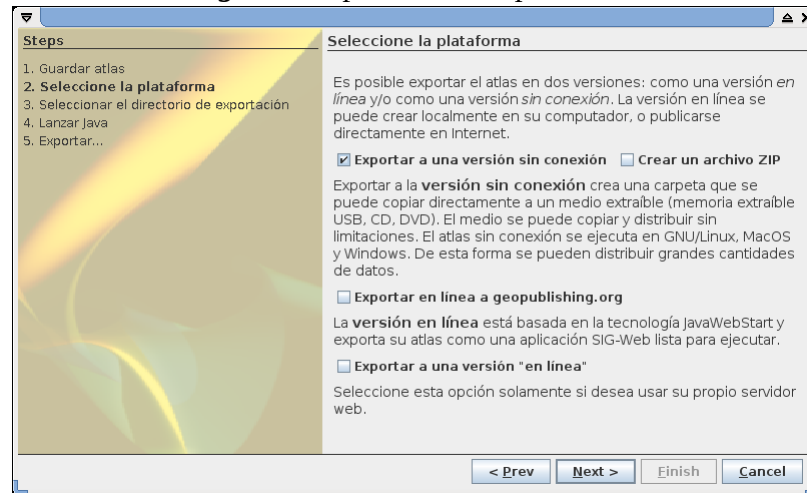 Steps
1. Guardar atlas
2. Seleccione la plataforma
3. Seleccionar el directorio de exportación
4. Lanzar Java
5. Exportar...
Seleccione la plataforma
Es posible exportar el atlas en dos versiones: como una versión en
línea y/o como una versión sin conexión. La versión en línea se
puede crear localmente en su computador, o publicarse
directamente en Internet.
Exportar a una versión sin conexión Crear un archivo ZIP
Exportar a la versión sin conexión crea una carpeta que se
puede copiar directamente a un medio extraíble (memoria extraíble
USB, CD, DVD). El medio se puede copiar y distribuir sin
limitaciones. El atlas sin conexión se ejecuta en GNU/Linux, MacOS
y Windows. De esta forma se pueden distribuir grandes cantidades
de datos.
Exportar en línea a geopublishing.org
La versión en línea está basada en la tecnología JavaWebStart y
exporta su atlas como una aplicación SIG-Web lista para ejecutar.
Exportar a una versión "en línea"
Seleccione esta opción solamente si desea usar su propio servidor
web.
< Prev Next > Finish Cancel